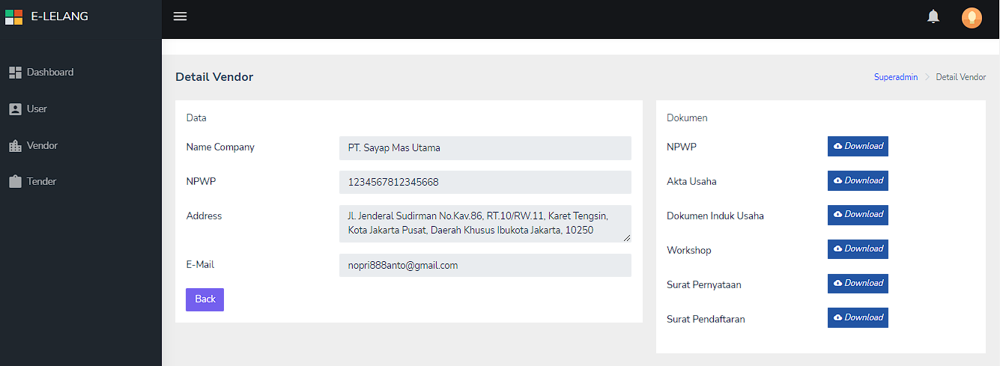 E-LELANG
Dashboard
User
Vendor
Tender
Detail Vendor
Superadmin > Detail Vendor
Data
Name Company PT. Sayap Mas Utama
NPWP 1234567812345668
Address Jl. Jenderal Sudirman No.Kav.86, RT.10/RW.11, Karet Tengsin,
Kota Jakarta Pusat, Daerah Khusus Ibukota Jakarta, 10250
E-Mail nopri888anto@gmail.com
Back
Dokumen
NPWP Download
Akta Usaha Download
Dokumen Induk Usaha Download
Workshop Download
Surat Pernyataan Download
Surat Pendaftaran Download